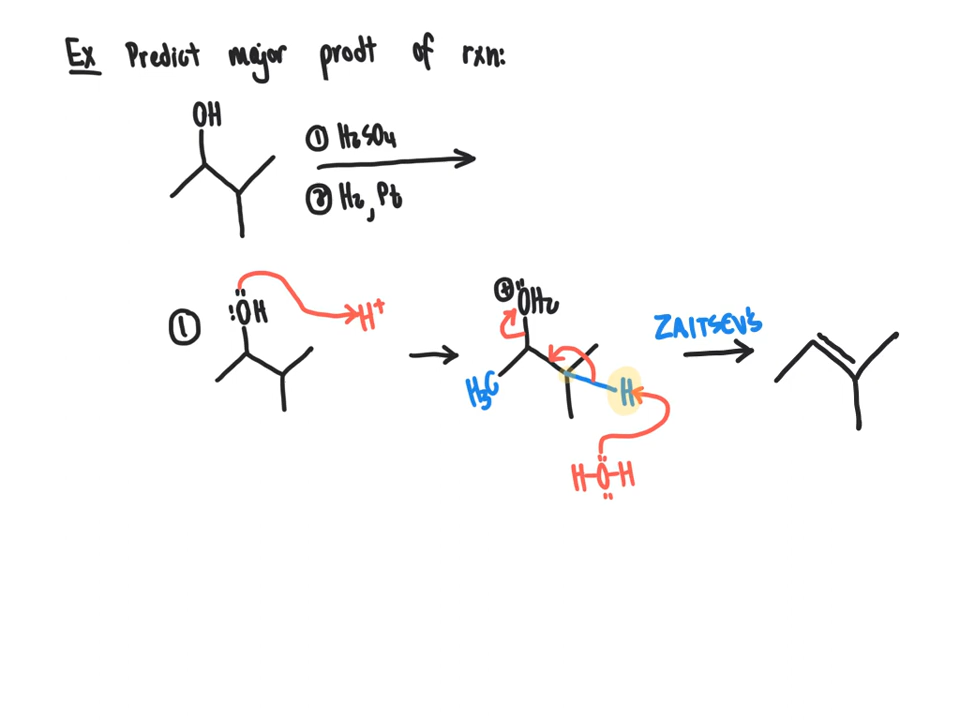 Ex Predict major prodt of rxn:
OH
① H₂SO₄
② H₂, Pt
① :ÖH H⁺
⊕ ÖH₂
ZAITSEV'S
H₃C H
H-Ö-H